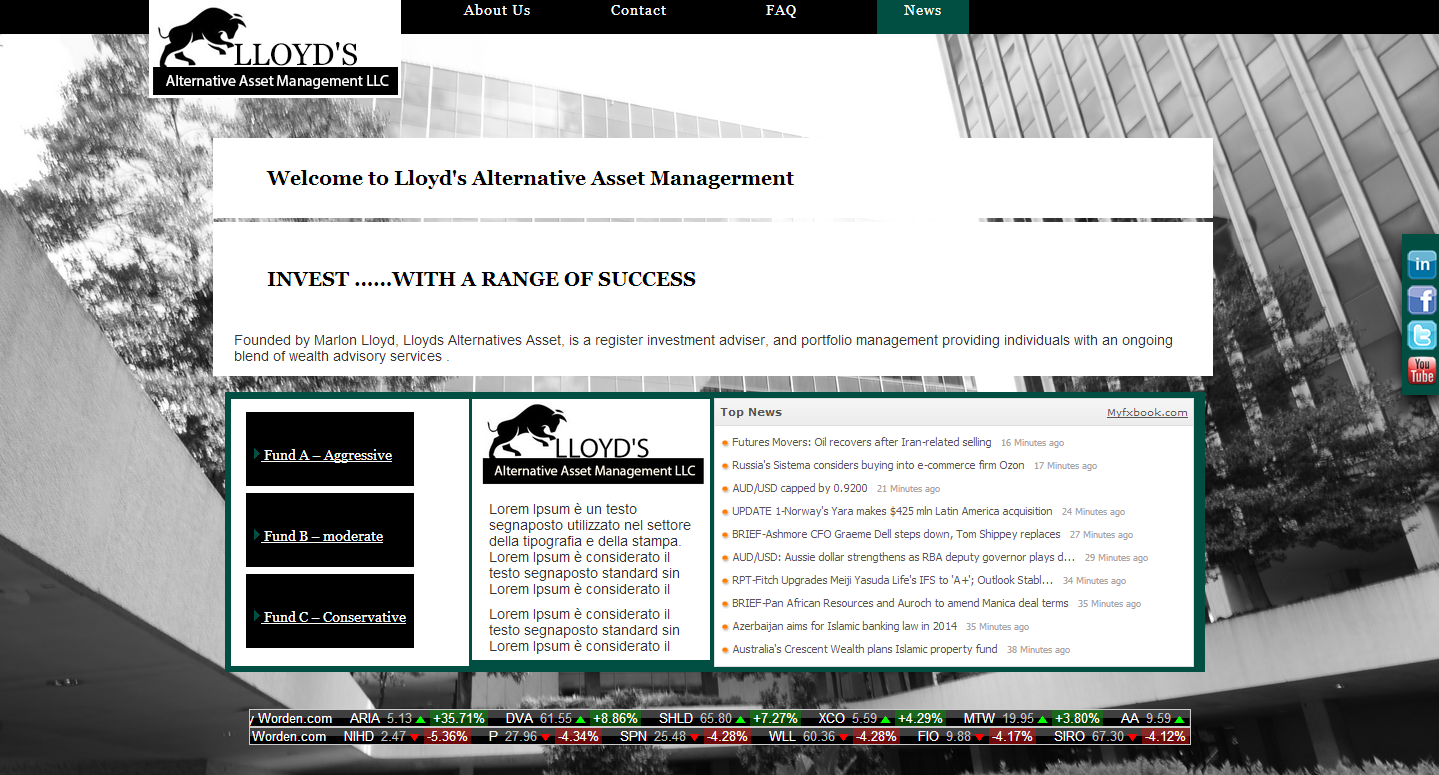 About Us Contact FAQ News
LLOYD'S
Alternative Asset Management LLC
Welcome to Lloyd's Alternative Asset Managerment
INVEST ......WITH A RANGE OF SUCCESS
Founded by Marlon Lloyd, Lloyds Alternatives Asset, is a register investment adviser, and portfolio management providing individuals with an ongoing
blend of wealth advisory services .
in
f
t
You
Tube
Fund A – Aggressive
Fund B – moderate
Fund C – Conservative
LLOYD'S
Alternative Asset Management LLC
Lorem Ipsum è un testo
segnaposto utilizzato nel settore
della tipografia e della stampa.
Lorem Ipsum è considerato il
testo segnaposto standard sin
Lorem Ipsum è considerato il
Lorem Ipsum è considerato il
testo segnaposto standard sin
Lorem Ipsum è considerato il
Top News Myfxbook.com
Futures Movers: Oil recovers after Iran-related selling 16 Minutes ago
Russia's Sistema considers buying into e-commerce firm Ozon 17 Minutes ago
AUD/USD capped by 0.9200 21 Minutes ago
UPDATE 1-Norway's Yara makes $425 mln Latin America acquisition 24 Minutes ago
BRIEF-Ashmore CFO Graeme Dell steps down, Tom Shippey replaces 27 Minutes ago
AUD/USD: Aussie dollar strengthens as RBA deputy governor plays d... 29 Minutes ago
RPT-Fitch Upgrades Meiji Yasuda Life's IFS to 'A+'; Outlook Stabl... 34 Minutes ago
BRIEF-Pan African Resources and Auroch to amend Manica deal terms 35 Minutes ago
Azerbaijan aims for Islamic banking law in 2014 35 Minutes ago
Australia's Crescent Wealth plans Islamic property fund 38 Minutes ago
y Worden.com ARIA 5.13 +35.71% DVA 61.55 +8.86% SHLD 65.80 +7.27% XCO 5.59 +4.29% MTW 19.95 +3.80% AA 9.59
Worden.com NIHD 2.47 -5.36% P 27.96 -4.34% SPN 25.48 -4.28% WLL 60.36 -4.28% FIO 9.88 -4.17% SIRO 67.30 -4.12%